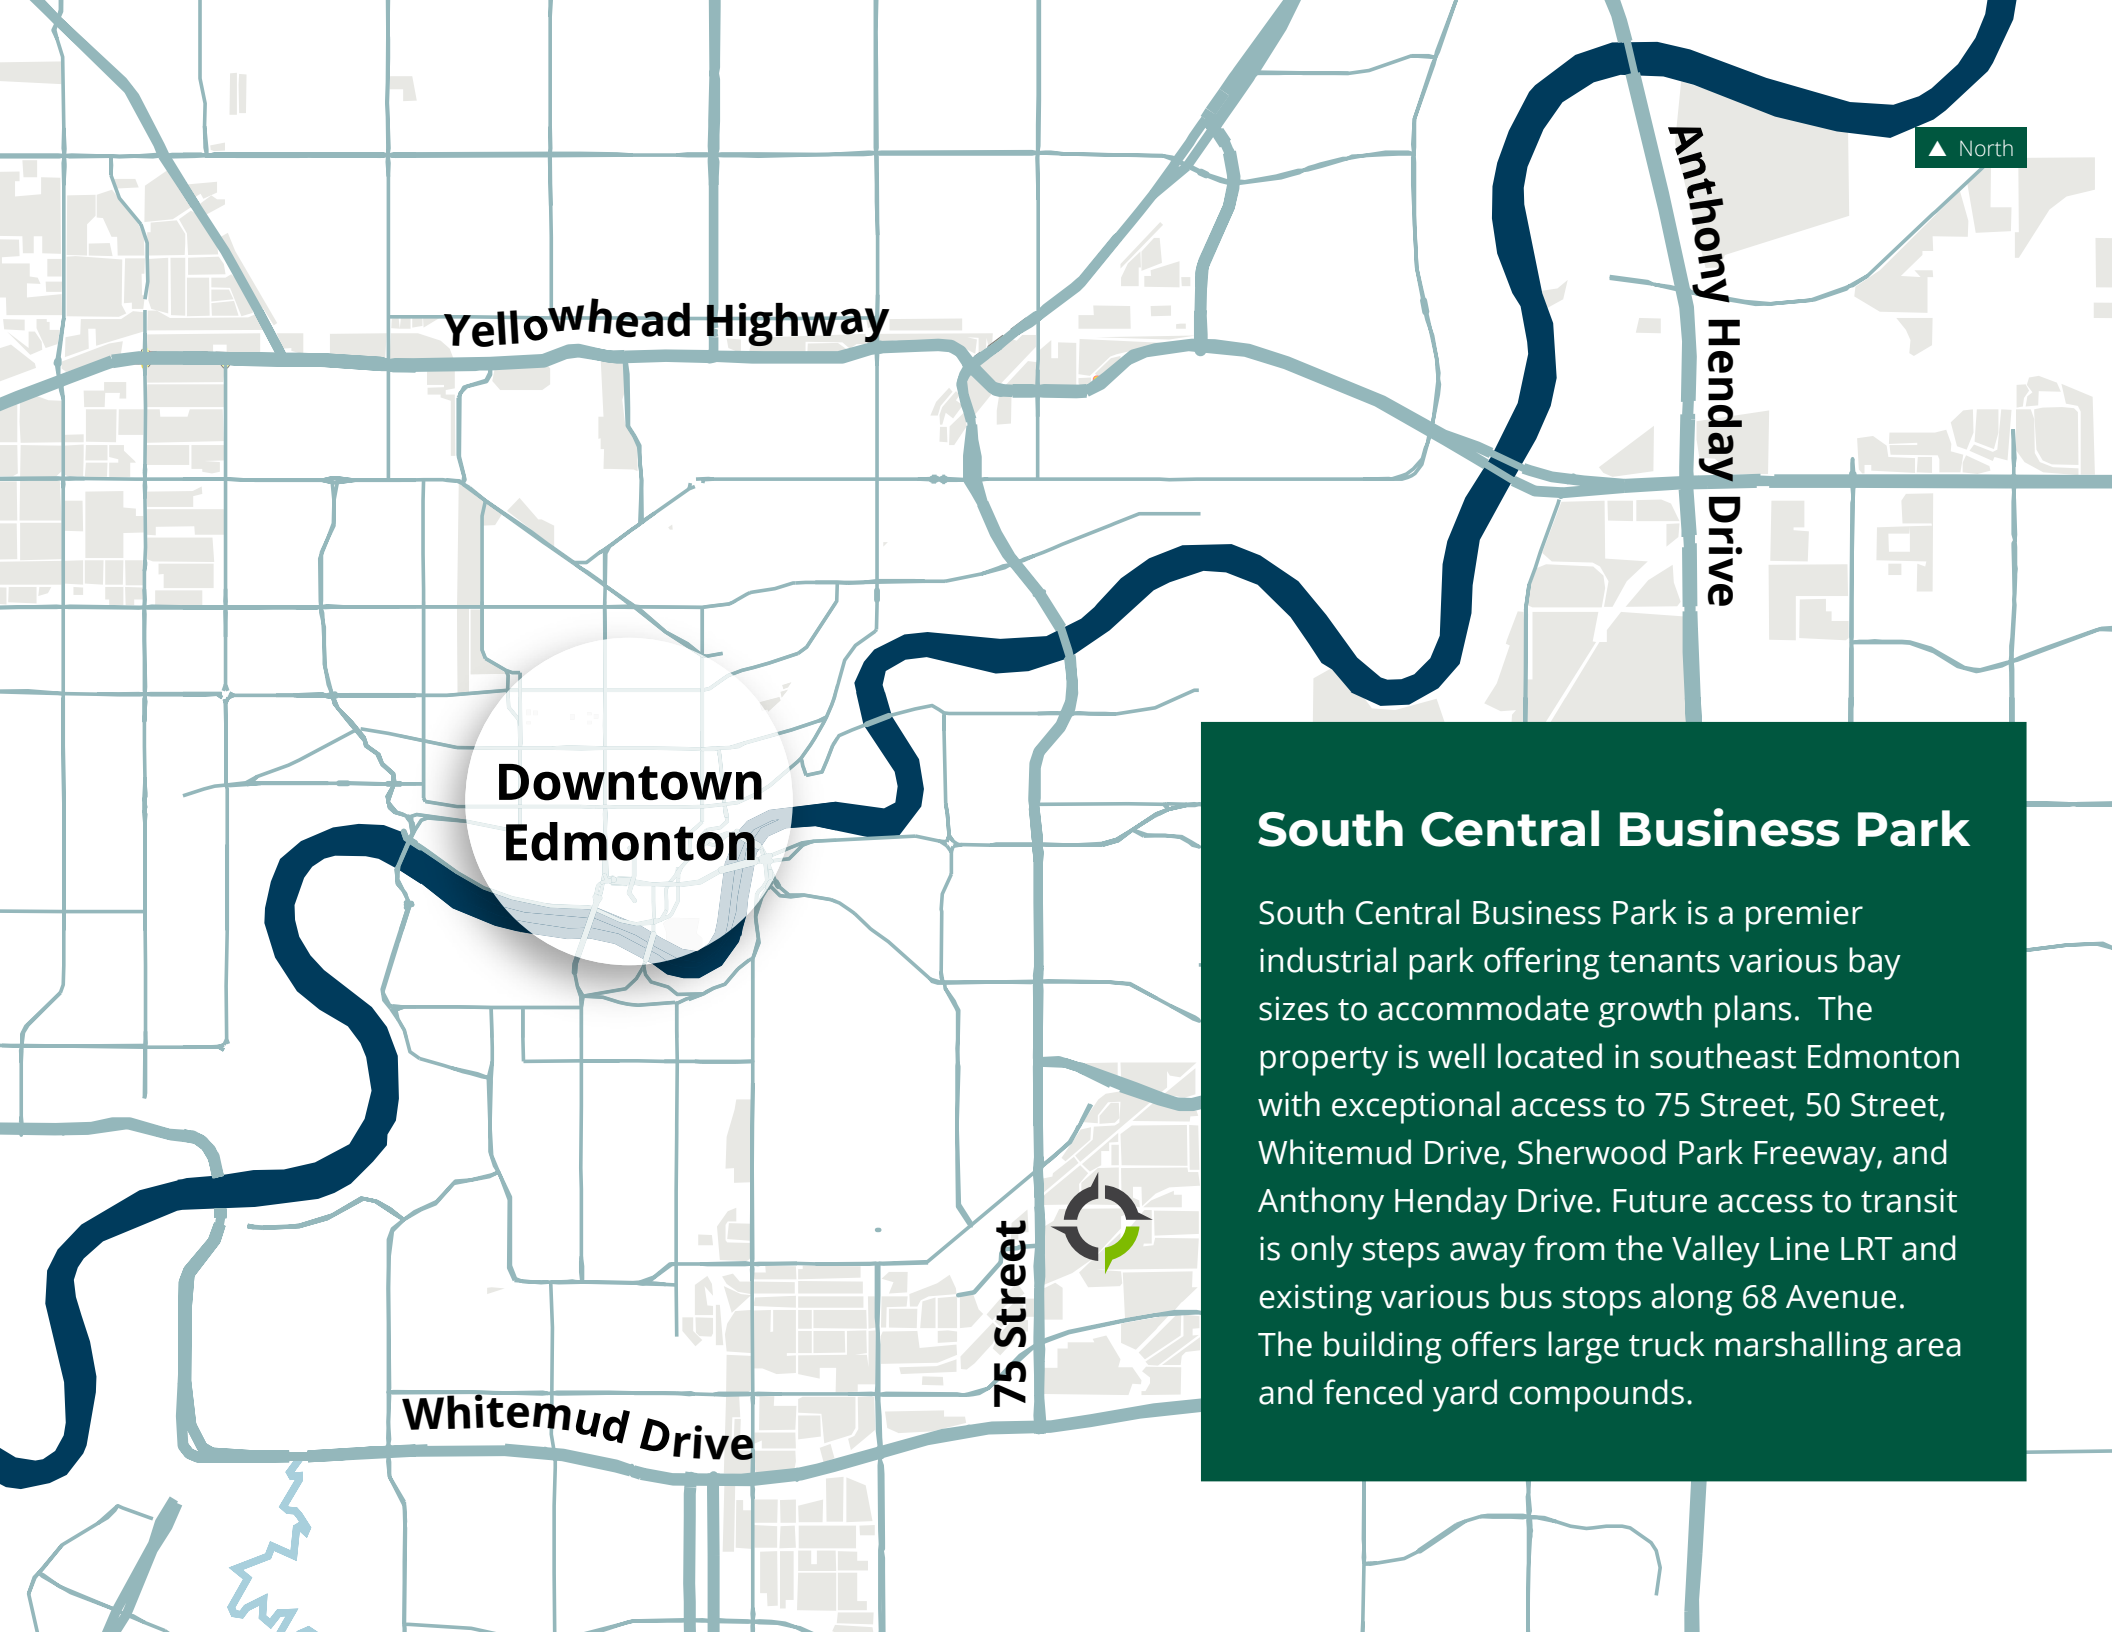 North
Anthony Henday Drive
Yellowhead Highway
Downtown
Edmonton
South Central Business Park
South Central Business Park is a premier
industrial park offering tenants various bay
sizes to accommodate growth plans.  The
property is well located in southeast Edmonton
with exceptional access to 75 Street, 50 Street,
Whitemud Drive, Sherwood Park Freeway, and
Anthony Henday Drive. Future access to transit
is only steps away from the Valley Line LRT and
existing various bus stops along 68 Avenue.
The building offers large truck marshalling area
and fenced yard compounds.
75 Street
Whitemud Drive